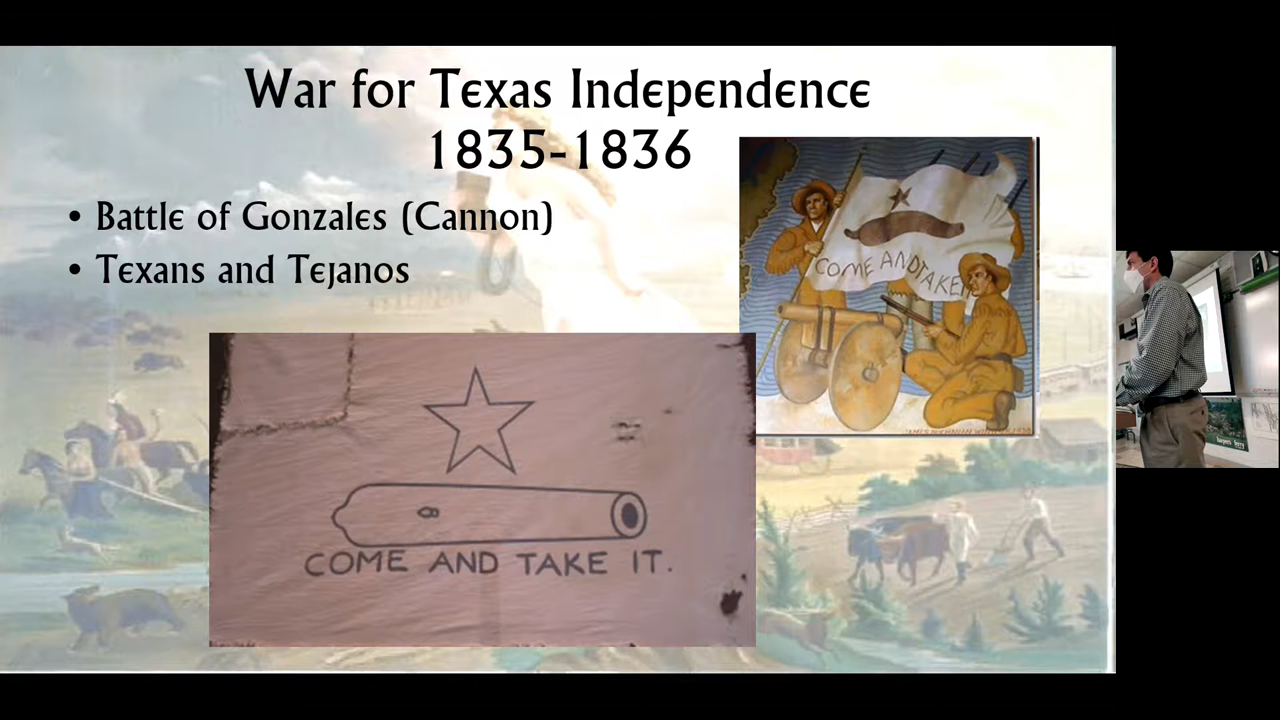 War for Texas Independence
1835-1836
• Battle of Gonzales (Cannon)
• Texans and Tejanos
COME AND TAKE
COME AND TAKE IT.